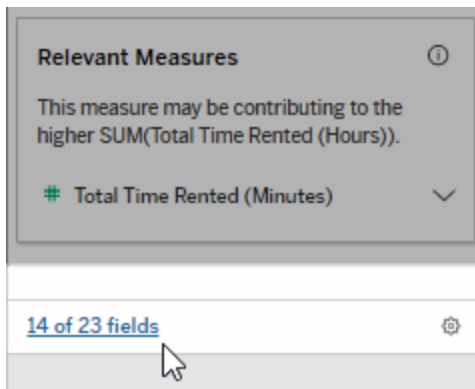 Relevant Measures
This measure may be contributing to the
higher SUM(Total Time Rented (Hours)).
Total Time Rented (Minutes)
14 of 23 fields